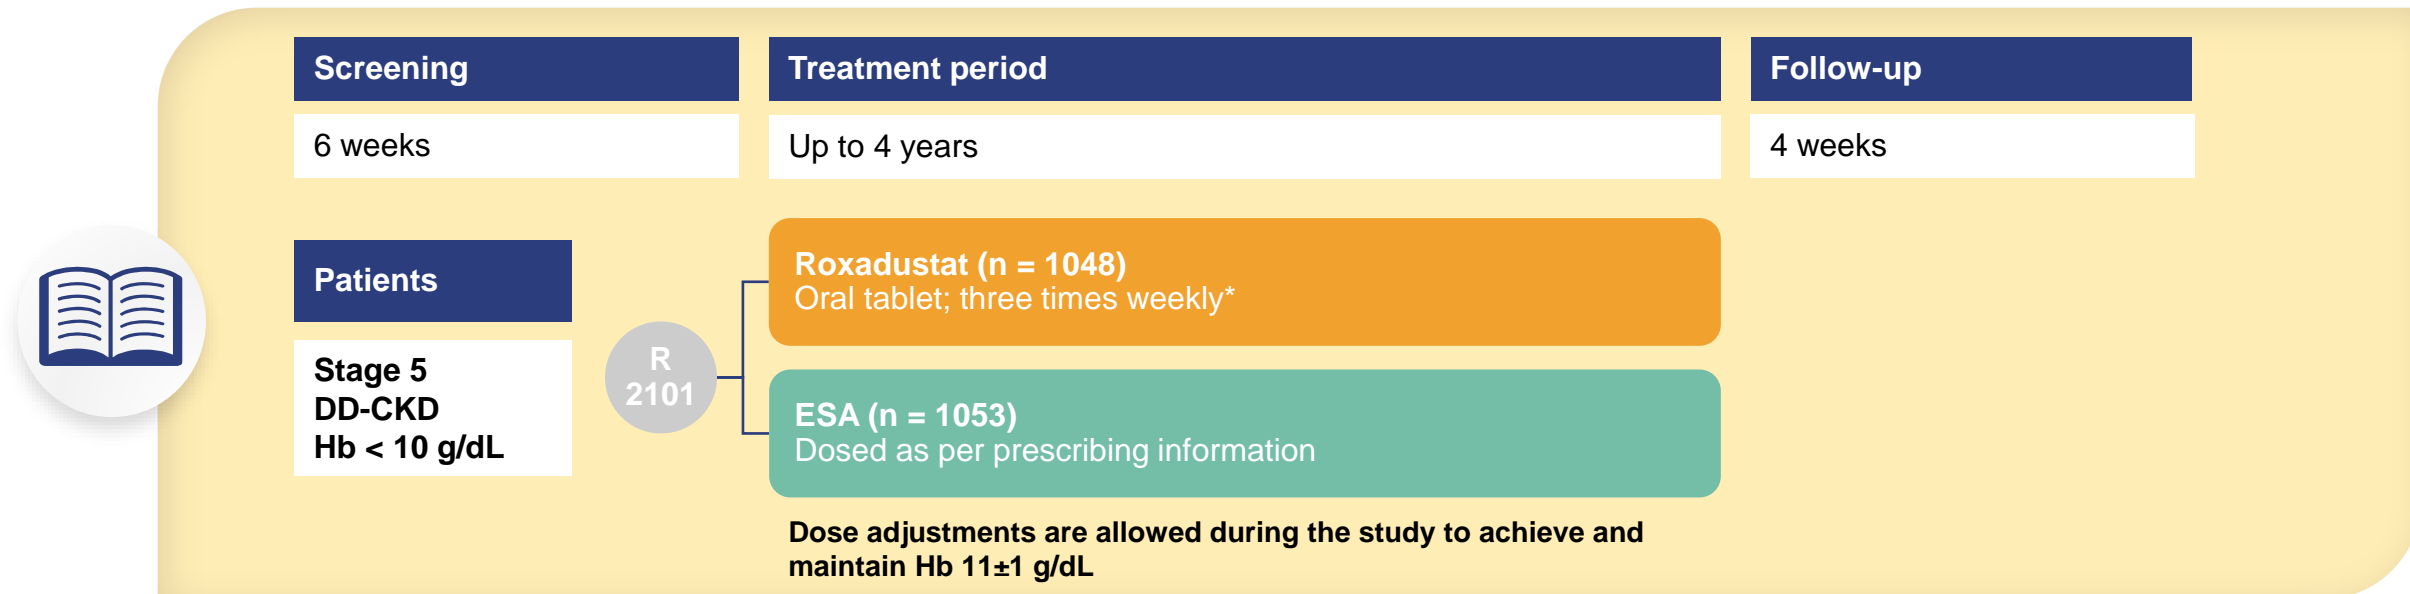 Screening
Treatment period
Follow-up
6 weeks
Up to 4 years
4 weeks
Patients
Stage 5
DD-CKD
Hb < 10 g/dL
R
2101
Roxadustat (n = 1048)
Oral tablet; three times weekly*
ESA (n = 1053)
Dosed as per prescribing information
Dose adjustments are allowed during the study to achieve and
maintain Hb 11±1 g/dL